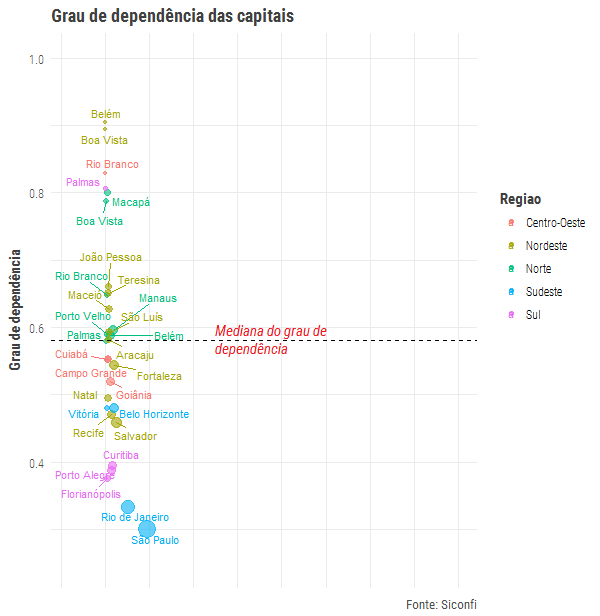 Grau de dependência das capitais
1.0
Belém
Boa Vista
Rio Branco
Palmas
0.8
Macapá
Boa Vista
João Pessoa
Rio Branco
Teresina
Maceió
Manaus
Porto Velho
São Luís
0.6
Palmas
Belém
Mediana do grau de
dependência
Cuiabá
Aracaju
Campo Grande
Fortaleza
Natal
Goiânia
Vitória
Belo Horizonte
Recife
Salvador
Curitiba
0.4
Porto Alegre
Florianópolis
Rio de Janeiro
São Paulo
Grau de dependência
Regiao
Centro-Oeste
Nordeste
Norte
Sudeste
Sul
Fonte: Siconfi